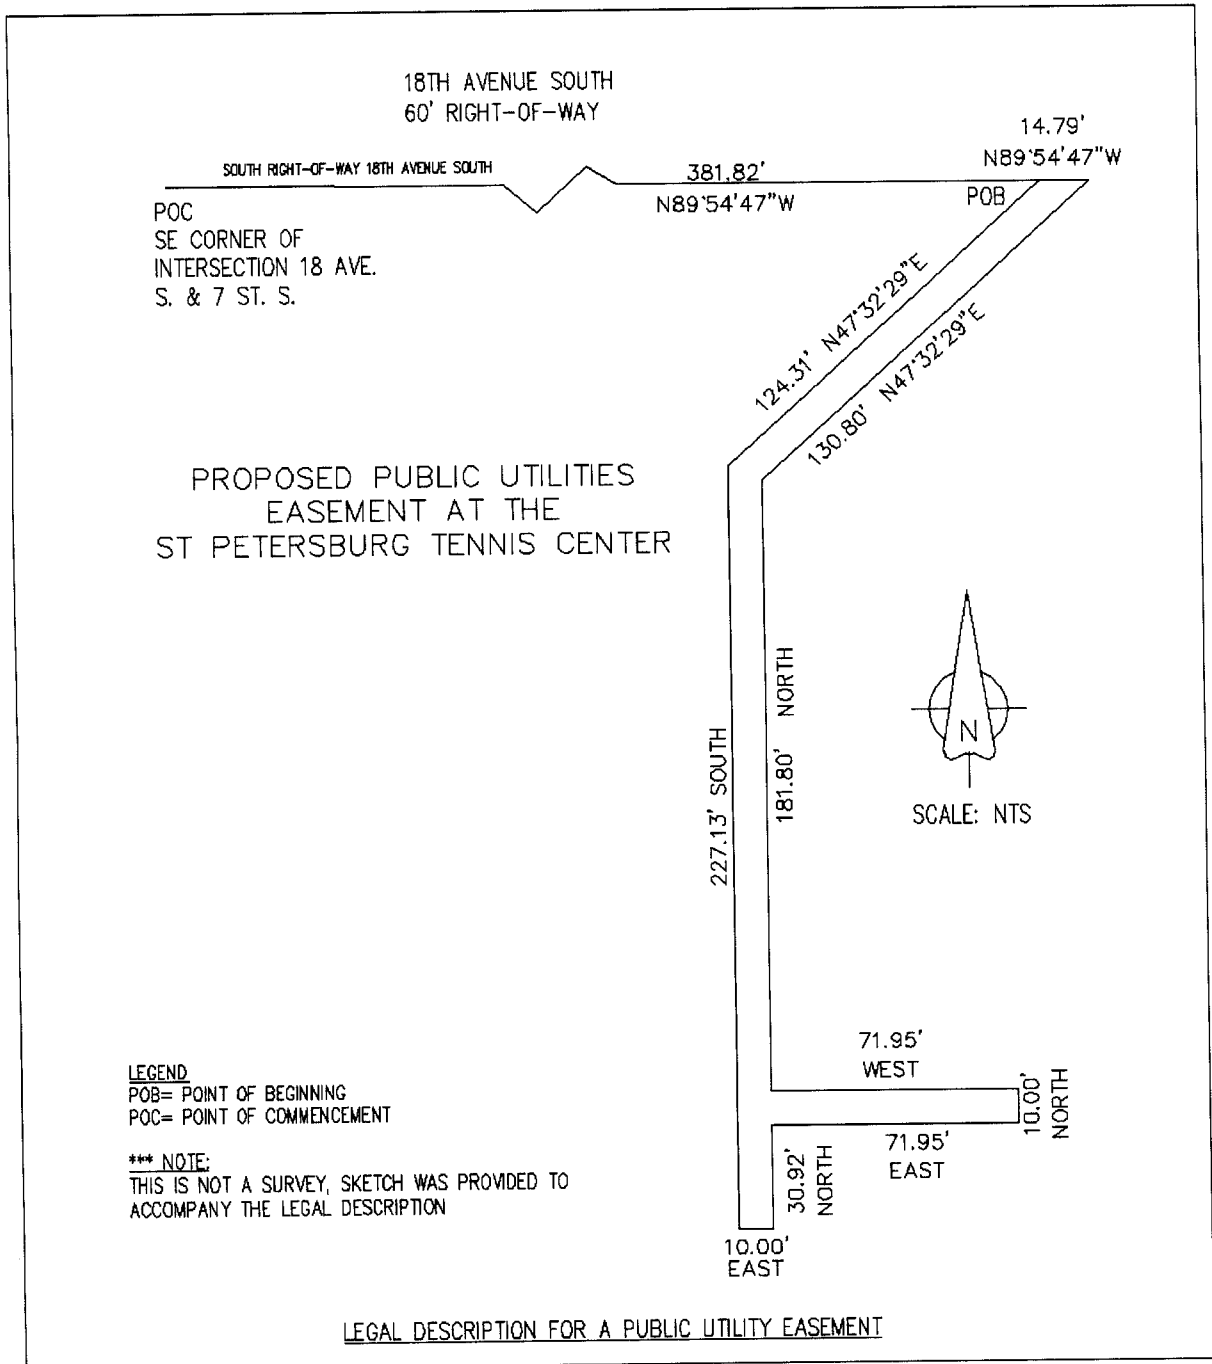 18TH AVENUE SOUTH
60' RIGHT-OF-WAY
14.79'
N89°54'47"W
SOUTH RIGHT-OF-WAY 18TH AVENUE SOUTH
381.82'
N89°54'47"W
POB
POC
SE CORNER OF
INTERSECTION 18 AVE.
S. & 7 ST. S.
124.31' N47°32'29"E
130.80' N47°32'29"E
PROPOSED PUBLIC UTILITIES
EASEMENT AT THE
ST PETERSBURG TENNIS CENTER
227.13' SOUTH
181.80' NORTH
N
SCALE: NTS
71.95'
WEST
10.00'
NORTH
71.95'
EAST
30.92'
NORTH
10.00'
EAST
LEGEND
POB= POINT OF BEGINNING
POC= POINT OF COMMENCEMENT
*** NOTE:
THIS IS NOT A SURVEY, SKETCH WAS PROVIDED TO
ACCOMPANY THE LEGAL DESCRIPTION
LEGAL DESCRIPTION FOR A PUBLIC UTILITY EASEMENT